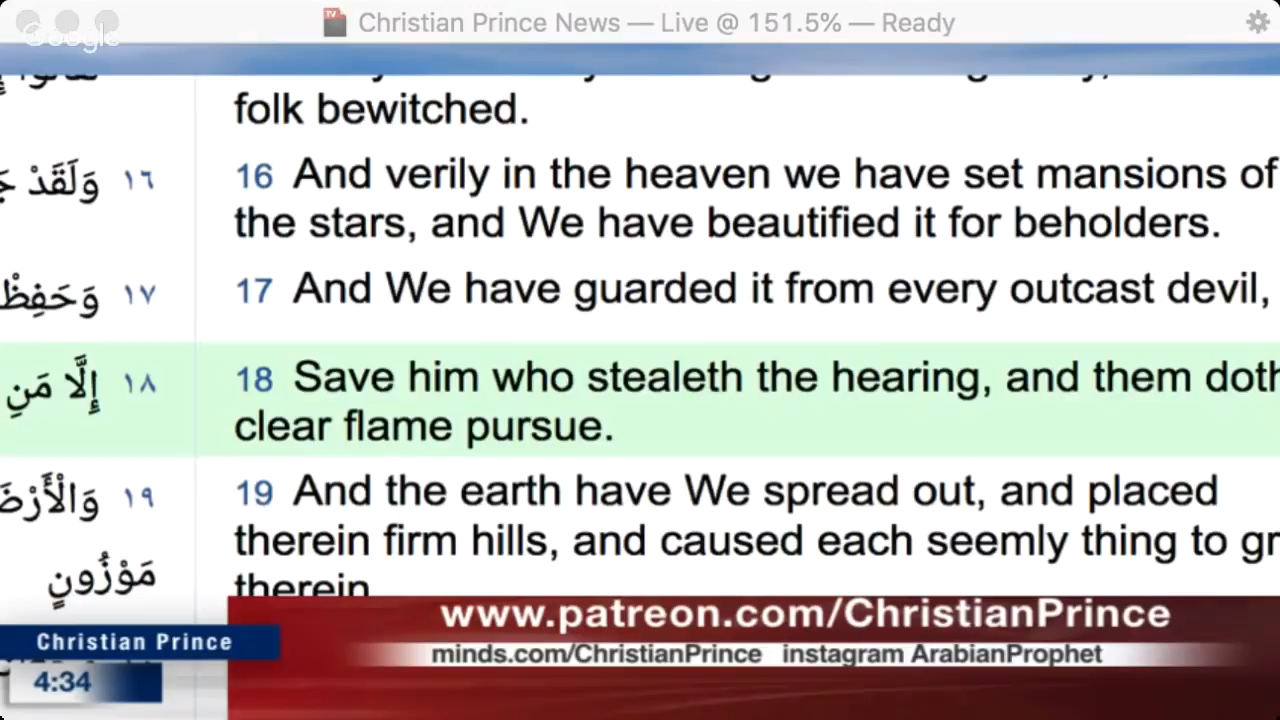 Christian Prince News — Live @ 151.5% — Ready
Google
folk bewitched.
١٦ وَلَقَدْ
16 And verily in the heaven we have set mansions of
the stars, and We have beautified it for beholders.
١٧
17 And We have guarded it from every outcast devil,
١٨ إِلَّا مَنِ
18 Save him who stealeth the hearing, and them doth
clear flame pursue.
١٩
19 And the earth have We spread out, and placed
therein firm hills, and caused each seemly thing to
مَوْزُونٍ
therein
www.patreon.com/ChristianPrince
Christian Prince
minds.com/ChristianPrince instagram ArabianProphet
4:34